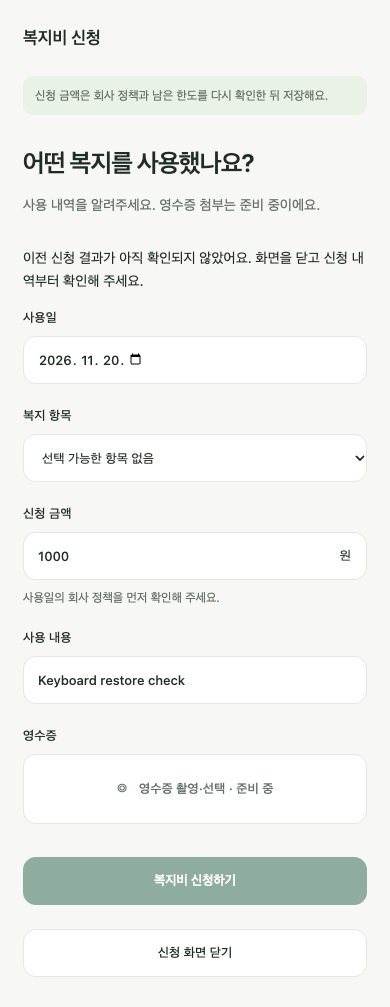 복지비 신청
신청 금액은 회사 정책과 남은 한도를 다시 확인한 뒤 저장해요.
어떤 복지를 사용했나요?
사용 내역을 알려주세요. 영수증 첨부는 준비 중이에요.
이전 신청 결과가 아직 확인되지 않았어요. 화면을 닫고 신청 내
역부터 확인해 주세요.
사용일
2026. 11. 20.
복지 항목
선택 가능한 항목 없음
신청 금액
1000 원
사용일의 회사 정책을 먼저 확인해 주세요.
사용 내용
Keyboard restore check
영수증
◎ 영수증 촬영·선택 · 준비 중
복지비 신청하기
신청 화면 닫기